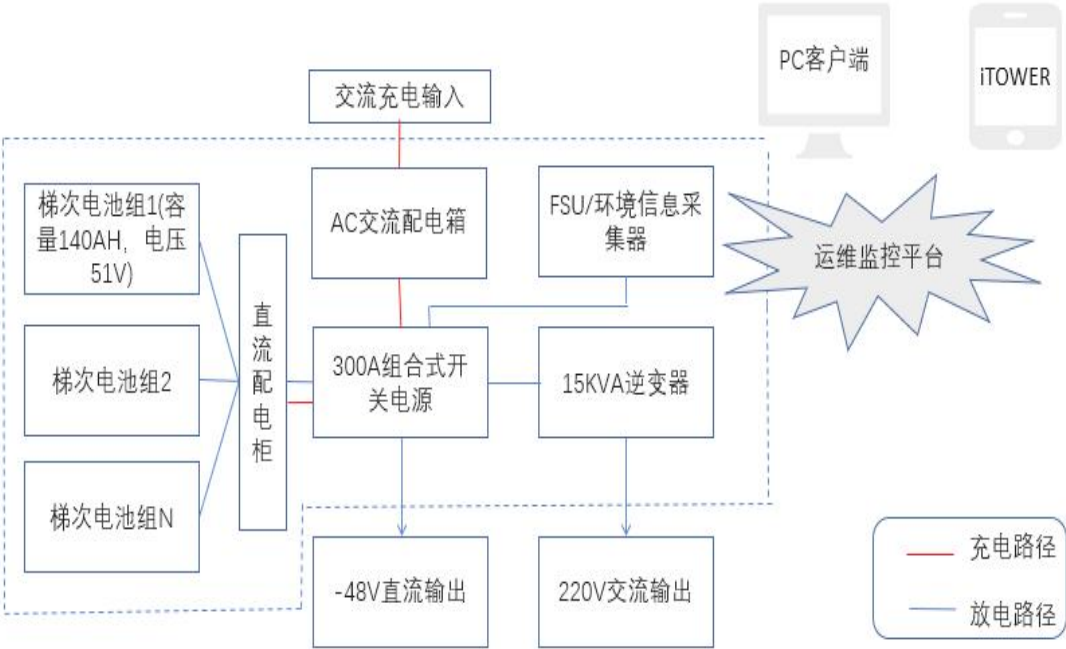 PC客户端
iTOWER
交流充电输入
梯次电池组1(容
量140AH，电压
51V)
AC交流配电箱
FSU/环境信息采
集器
运维监控平台
直流配电柜
梯次电池组2
300A组合式开
关电源
15KVA逆变器
梯次电池组N
-48V直流输出
220V交流输出
充电路径
放电路径